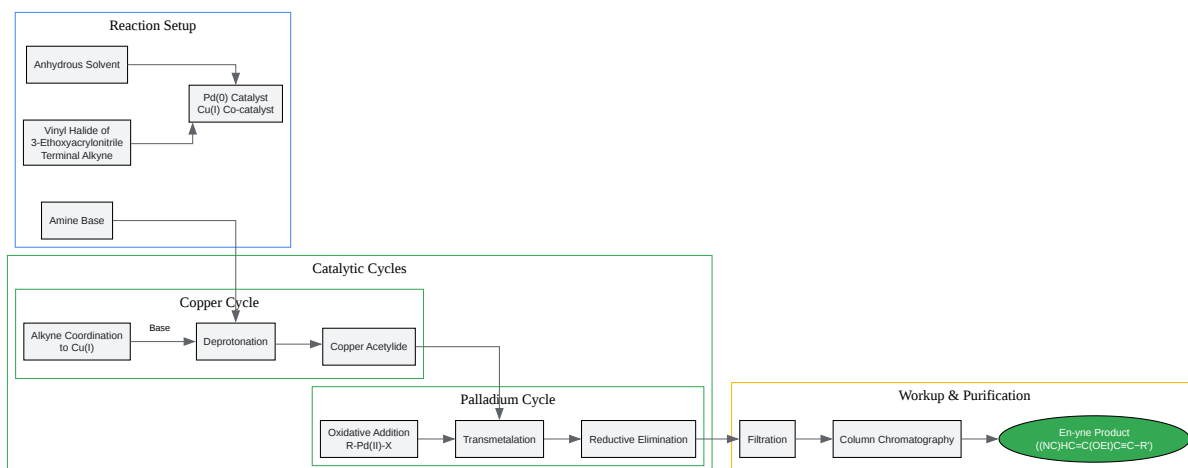 Reaction Setup
Anhydrous Solvent
Pd(0) Catalyst
Cu(I) Co-catalyst
Vinyl Halide of
3-Ethoxyacrylonitrile
Terminal Alkyne
Amine Base
Catalytic Cycles
Copper Cycle
Alkyne Coordination
to Cu(I)
Base
Deprotonation
Copper Acetylide
Palladium Cycle
Oxidative Addition
R-Pd(II)-X
Transmetalation
Reductive Elimination
Workup & Purification
Filtration
Column Chromatography
En-yne Product
((NC)HC=C(OEt)C≡C−R')